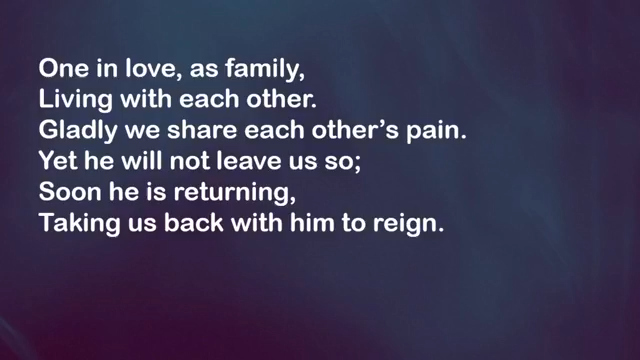 One in love, as family,
Living with each other.
Gladly we share each other’s pain.
Yet he will not leave us so;
Soon he is returning,
Taking us back with him to reign.